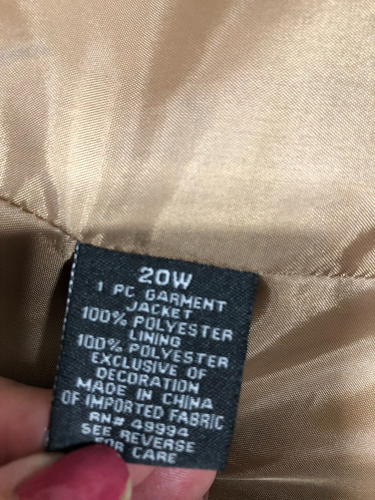 20W
1 PC GARMENT
JACKET
100% POLYESTER
LINING
100% POLYESTER
EXCLUSIVE OF
DECORATION
MADE IN CHINA
OF IMPORTED FABRIC
RN# 49994
SEE REVERSE
FOR CARE